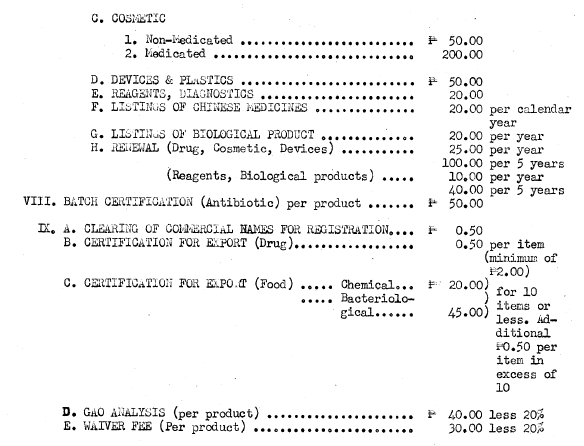 C. COSMETIC
1. Non-Medicated .......................... ₱ 50.00
2. Medicated .............................. 200.00
D. DEVICES & PLASTICS ......................... ₱ 50.00
E. REAGENTS, DIAGNOSTICS ...................... 20.00
F. LISTINGS OF CHINESE MEDICINES .............. 20.00 per calendar
year
G. LISTINGS OF BIOLOGICAL PRODUCT ............. 20.00 per year
H. RENEWAL (Drug, Cosmetic, Devices) .......... 25.00 per year
100.00 per 5 years
(Reagents, Biological products) ..... 10.00 per year
40.00 per 5 years
VIII. BATCH CERTIFICATION (Antibiotic) per product ....... ₱ 50.00
IX. A. CLEARING OF COMMERCIAL NAMES FOR REGISTRATION.... ₱ 0.50
B. CERTIFICATION FOR EXPORT (Drug).................. 0.50 per item
(minimum of
₱2.00)
C. CERTIFICATION FOR EXPORT (Food) ..... Chemical... ₱ 20.00)
..... Bacteriolo- ) for 10
gical...... 45.00) items or
less. Ad-
ditional
₱0.50 per
item in
excess of
10
D. GAO ANALYSIS (per product) ...................... ₱ 40.00 less 20%
E. WAIVER FEE (Per product) ........................ 30.00 less 20%